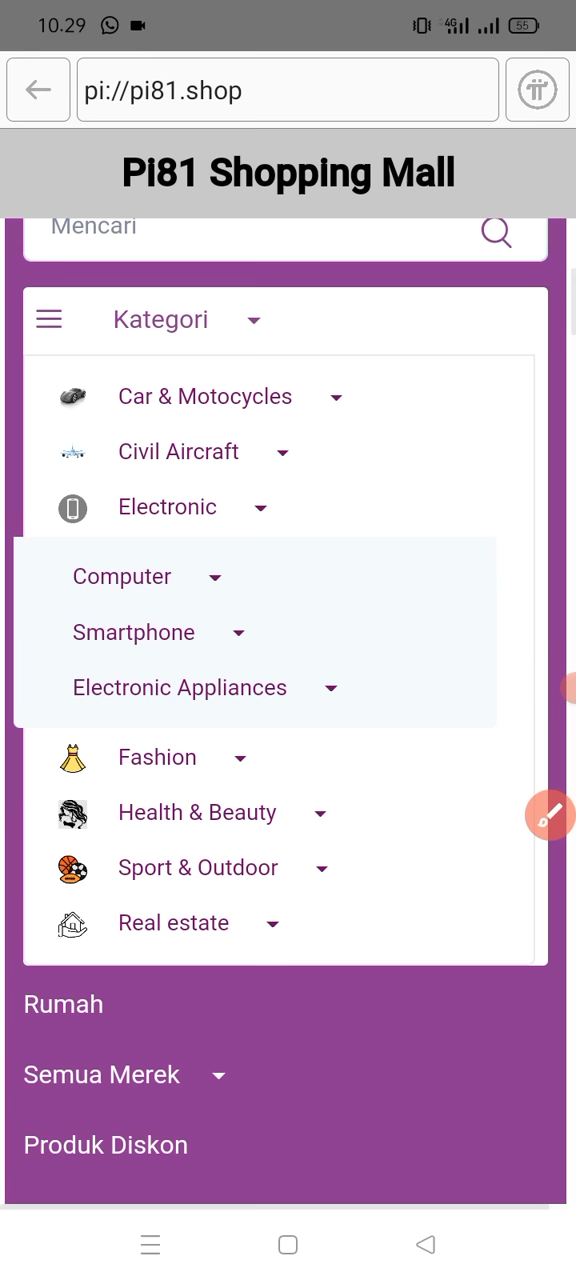 10.29
4G
55
pi://pi81.shop
Pi81 Shopping Mall
Mencari
Kategori
Car & Motocycles
Civil Aircraft
Electronic
Computer
Smartphone
Electronic Appliances
Fashion
Health & Beauty
Sport & Outdoor
Real estate
Rumah
Semua Merek
Produk Diskon